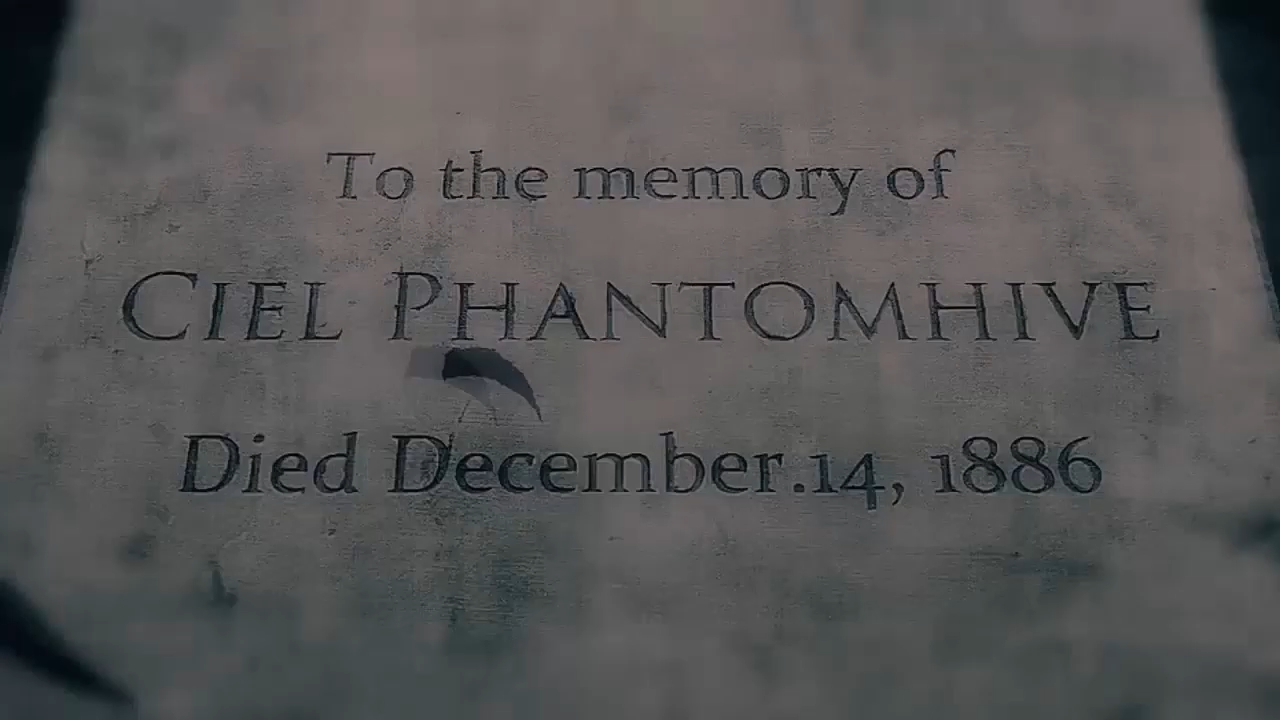 To the memory of
CIEL PHANTOMHIVE
Died December.14, 1886